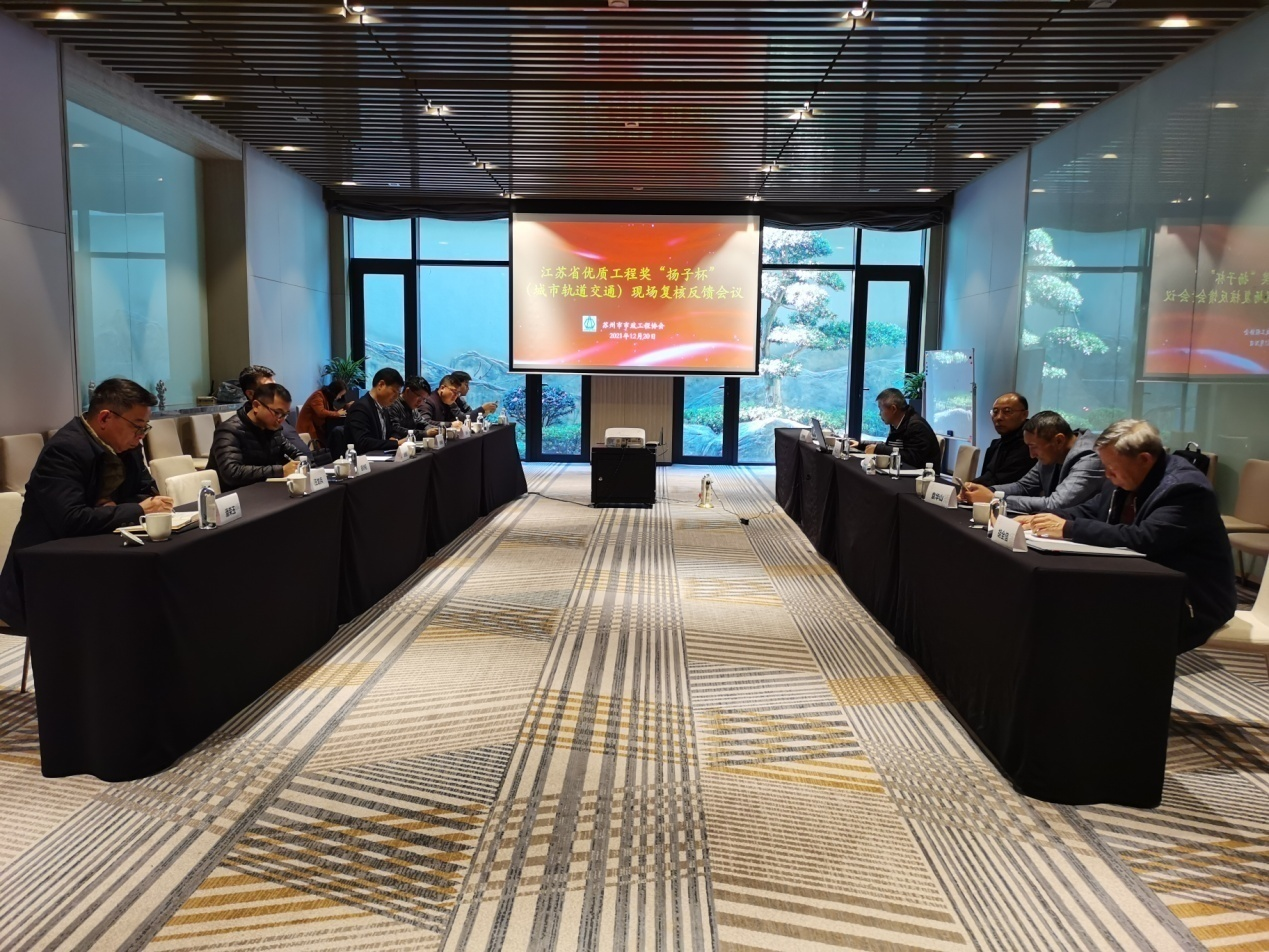 江苏省优质工程奖“扬子杯”
（城市轨道交通）现场复核反馈会议
苏州市市政工程协会
2021年12月20日